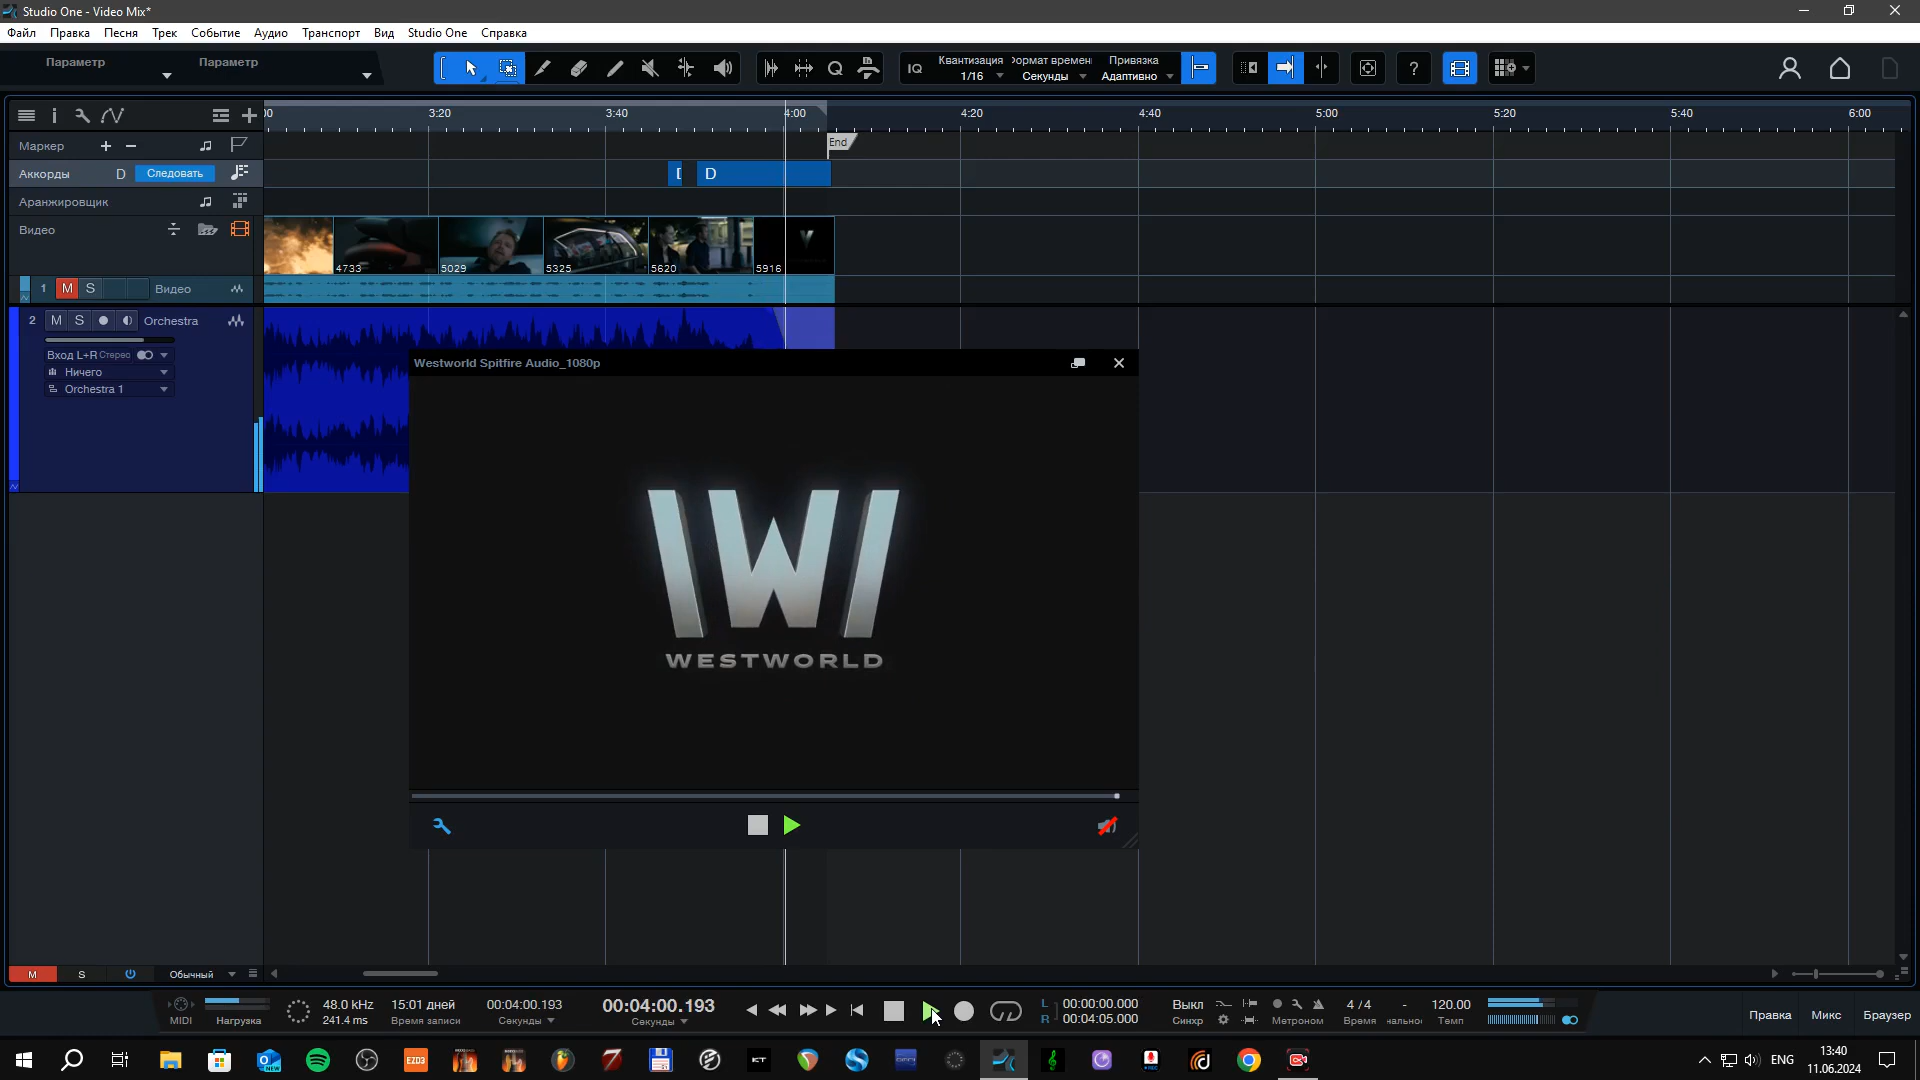 Studio One - Video Mix*
Файл Правка Песня Трек Событие Аудио Транспорт Вид Studio One Справка
Параметр Параметр
IQ Квантизация 1/16 Формат времен Секунды Привязка Адаптивно ?
3:20 3:40 4:00 4:20 4:40 5:00 5:20 5:40 6:00
Маркер + −
End
Аккорды D Следовать
D
Аранжировщик
Видео
4733 5029 5325 5620 5916
1 M S Видео
2 M S Orchestra
Вход L+R Стерео
Ничего
Orchestra 1
Westworld Spitfire Audio_1080p
WESTWORLD
M S Обычный
MIDI Нагрузка
48.0 kHz
241.4 ms
15:01 дней
Время записи
00:04:00.193
Секунды
00:04:00.193
Секунды
L 00:00:00.000
R 00:04:05.000
Выкл
Синхр
Метроном
4/4
Время
-
нально
120.00
Темп
Правка Микс Браузер
EZD3
KT
ENG
13:40
11.06.2024